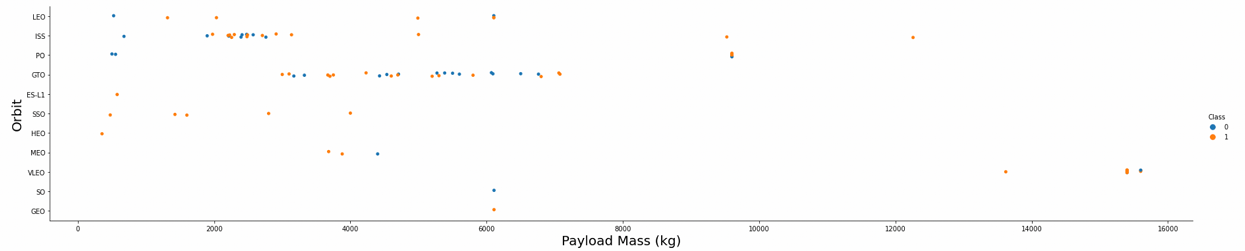 LEO
ISS
PO
GTO
ES-L1
SSO
HEO
MEO
VLEO
SO
GEO
Orbit
0 2000 4000 6000 8000 10000 12000 14000 16000
Payload Mass (kg)
Class
0
1